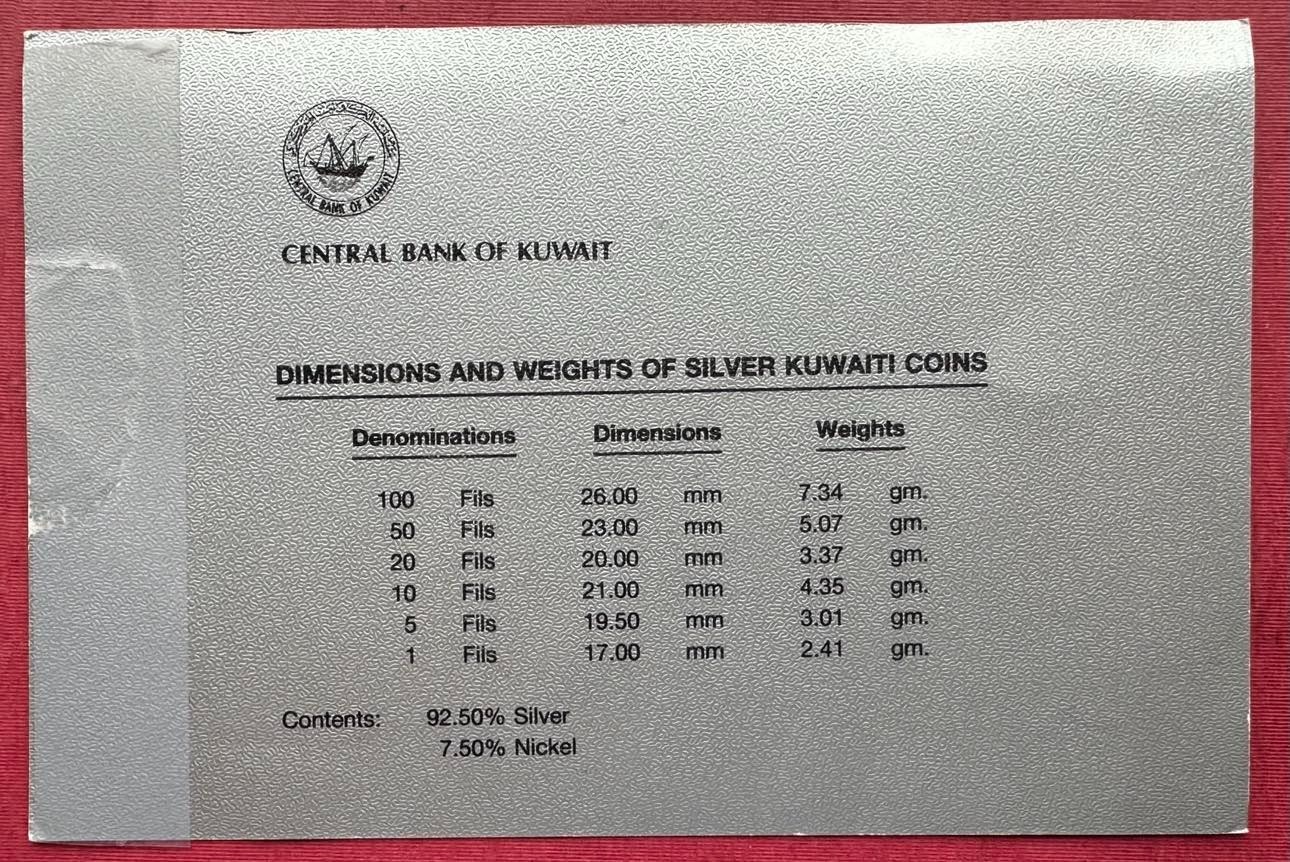 CENTRAL BANK OF KUWAIT
CENTRAL BANK OF KUWAIT
DIMENSIONS AND WEIGHTS OF SILVER KUWAITI COINS
Denominations Dimensions Weights
100 Fils 26.00 mm 7.34 gm.
50 Fils 23.00 mm 5.07 gm.
20 Fils 20.00 mm 3.37 gm.
10 Fils 21.00 mm 4.35 gm.
5 Fils 19.50 mm 3.01 gm.
1 Fils 17.00 mm 2.41 gm.
Contents: 92.50% Silver
7.50% Nickel